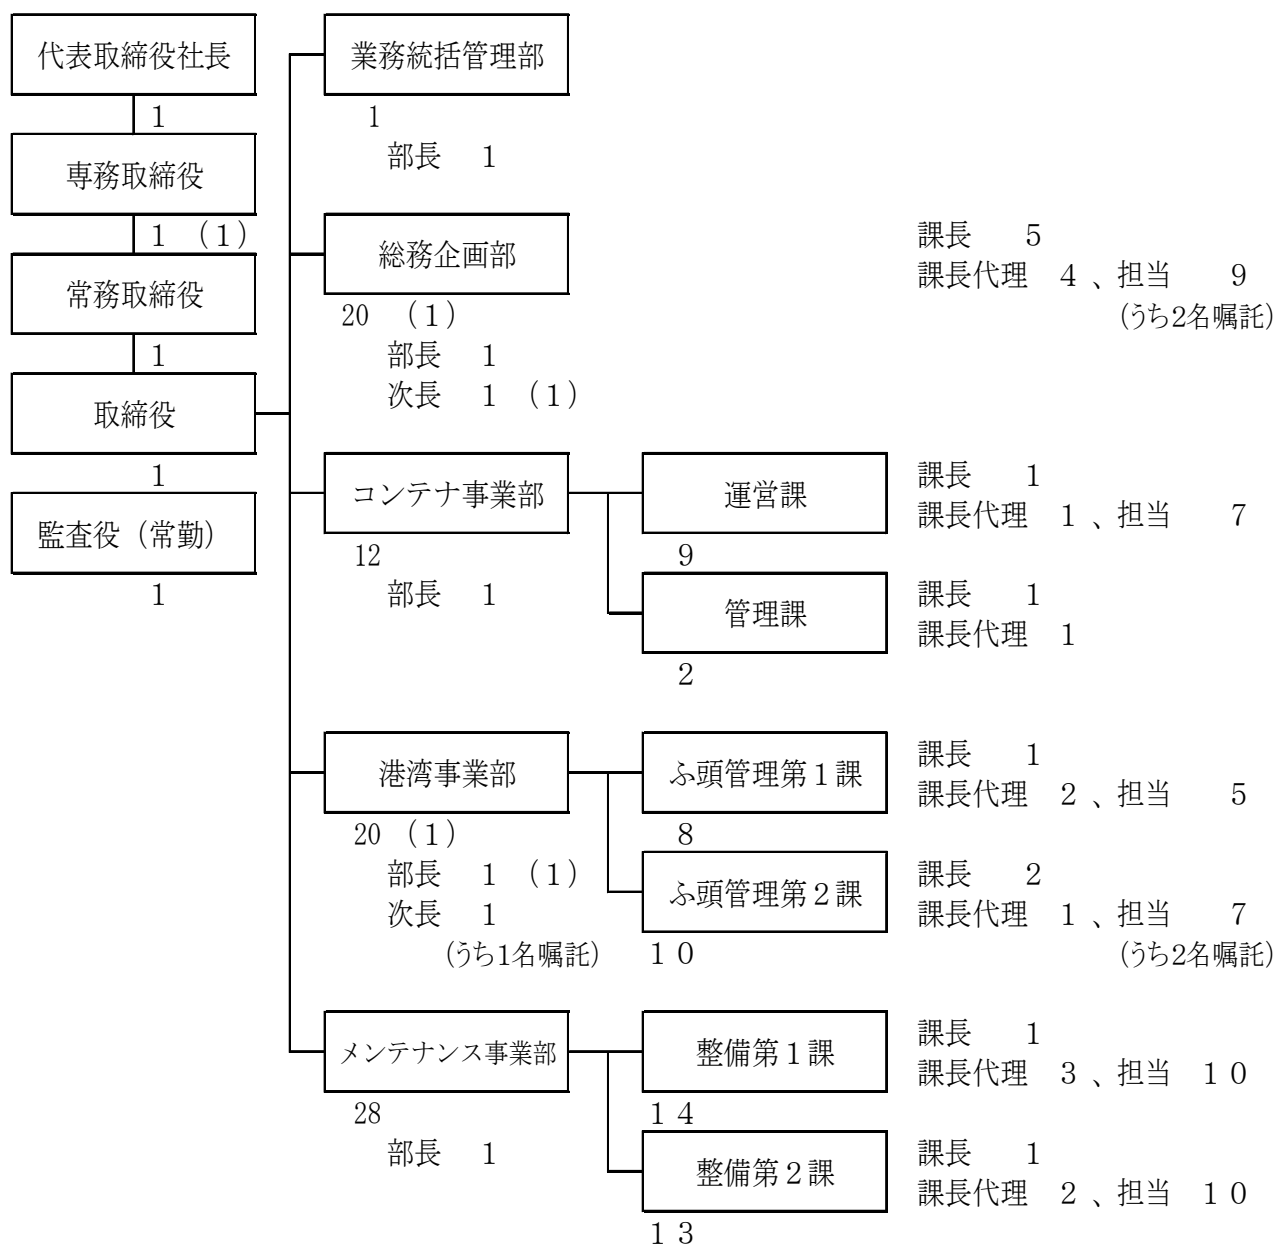 代表取締役社長
1
専務取締役
1 （1）
常務取締役
1
取締役
1
監査役（常勤）
1
業務統括管理部
1
部長 1
総務企画部
20 （1）
部長 1
次長 1 （1）
課長 5
課長代理 4 、担当 9
(うち2名嘱託)
コンテナ事業部
12
部長 1
運営課
9
課長 1
課長代理 1 、担当 7
管理課
2
課長 1
課長代理 1
港湾事業部
20 （1）
部長 1 （1）
次長 1
(うち1名嘱託)
ふ頭管理第１課
8
課長 1
課長代理 2 、担当 5
ふ頭管理第２課
１０
課長 2
課長代理 1 、担当 7
(うち2名嘱託)
メンテナンス事業部
28
部長 1
整備第１課
１４
課長 1
課長代理 3 、担当 １０
整備第２課
１３
課長 1
課長代理 2 、担当 １０